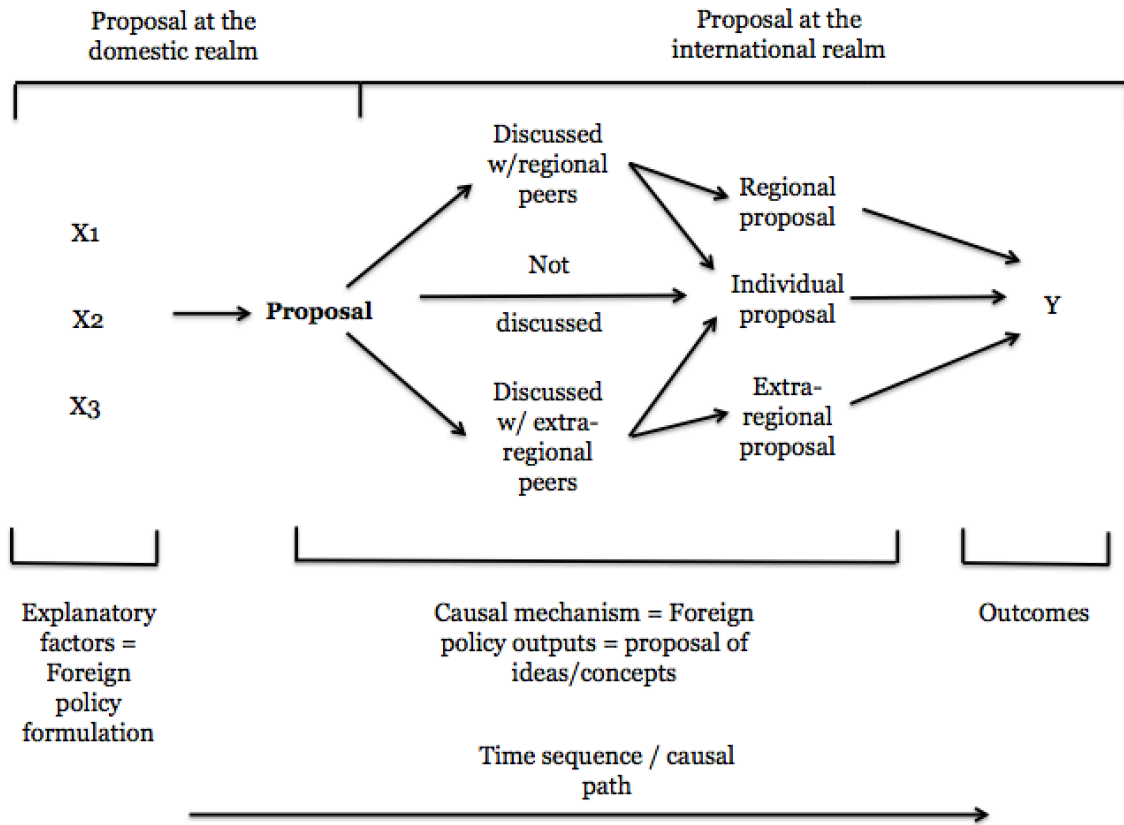 Proposal at the
domestic realm
Proposal at the
international realm
Discussed
w/regional
peers
Regional
proposal
X1
Not
Individual
proposal
X2
Proposal
discussed
Y
X3
Discussed
w/ extra-
regional
peers
Extra-
regional
proposal
Explanatory
factors =
Foreign
policy
formulation
Causal mechanism = Foreign
policy outputs = proposal of
ideas/concepts
Outcomes
Time sequence / causal
path